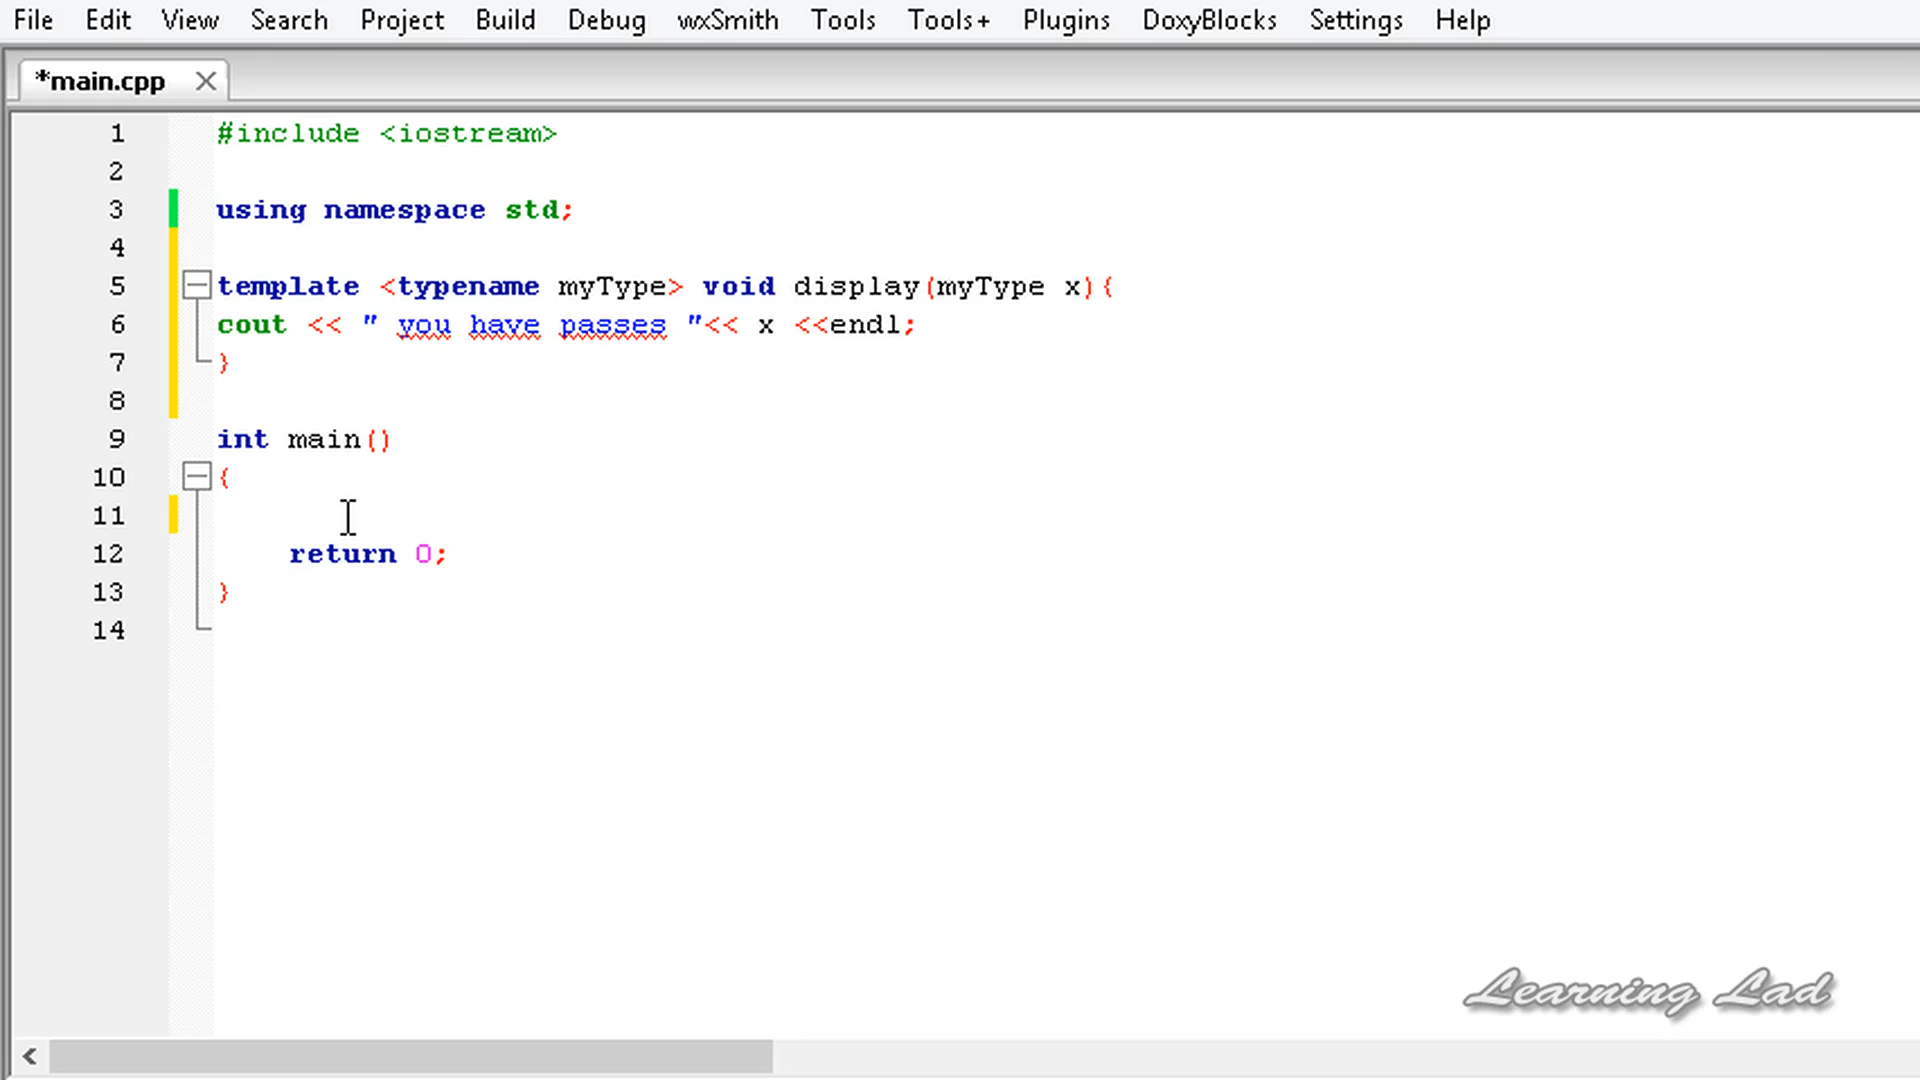 File Edit View Search Project Build Debug wxSmith Tools Tools+ Plugins DoxyBlocks Settings Help
*main.cpp
1 #include <iostream>
2
3 using namespace std;
4
5 template <typename myType> void display(myType x){
6 cout << " you have passes "<< x <<endl;
7 }
8
9 int main()
10 {
11
12 return 0;
13 }
14
Learning Lad